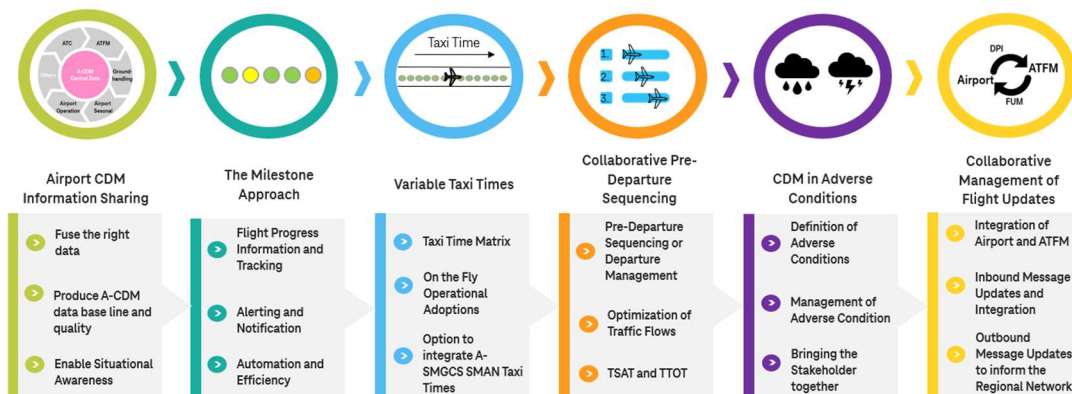 ATC
ATFM
Others
A-CDM
Central Data
Ground-
handling
Airport
Operation
Airport
Sesonal
Taxi Time
1.
2.
3.
DPI
Airport
ATFM
FUM
Airport CDM
Information Sharing
Fuse the right
data
Produce A-CDM
data base line and
quality
Enable Situational
Awareness
The Milestone
Approach
Flight Progress
Information and
Tracking
Alerting and
Notification
Automation and
Efficiency
Variable Taxi Times
Taxi Time Matrix
On the Fly
Operational
Adoptions
Option to
integrate A-
SMGCS SMAN Taxi
Times
Collaborative Pre-
Departure
Sequencing
Pre-Departure
Sequencing or
Departure
Management
Optimization of
Traffic Flows
TSAT and TTOT
CDM in Adverse
Conditions
Definition of
Adverse
Conditions
Management of
Adverse Condition
Bringing the
Stakeholder
together
Collaborative
Management of
Flight Updates
Integration of
Airport and ATFM
Inbound Message
Updates and
Integration
Outbound
Message Updates
to inform the
Regional Network